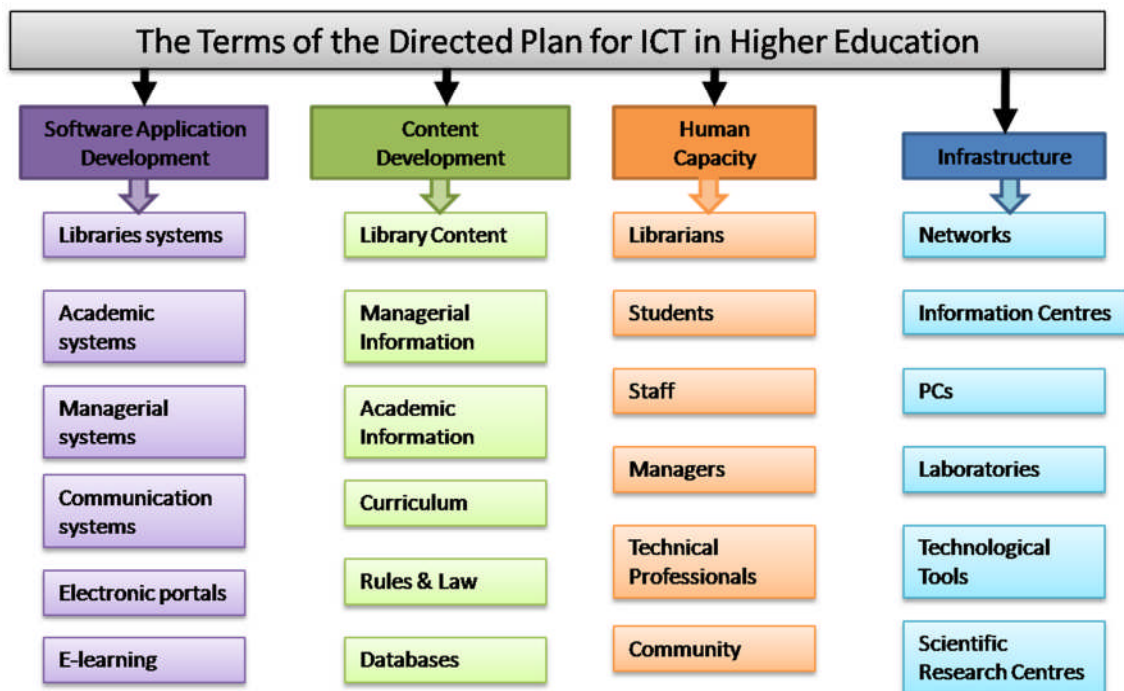 The Terms of the Directed Plan for ICT in Higher Education
Software Application
Development
Libraries systems
Academic
systems
Managerial
systems
Communication
systems
Electronic portals
E-learning
Content
Development
Library Content
Managerial
Information
Academic
Information
Curriculum
Rules & Law
Databases
Human
Capacity
Librarians
Students
Staff
Managers
Technical
Professionals
Community
Infrastructure
Networks
Information Centres
PCs
Laboratories
Technological
Tools
Scientific
Research Centres